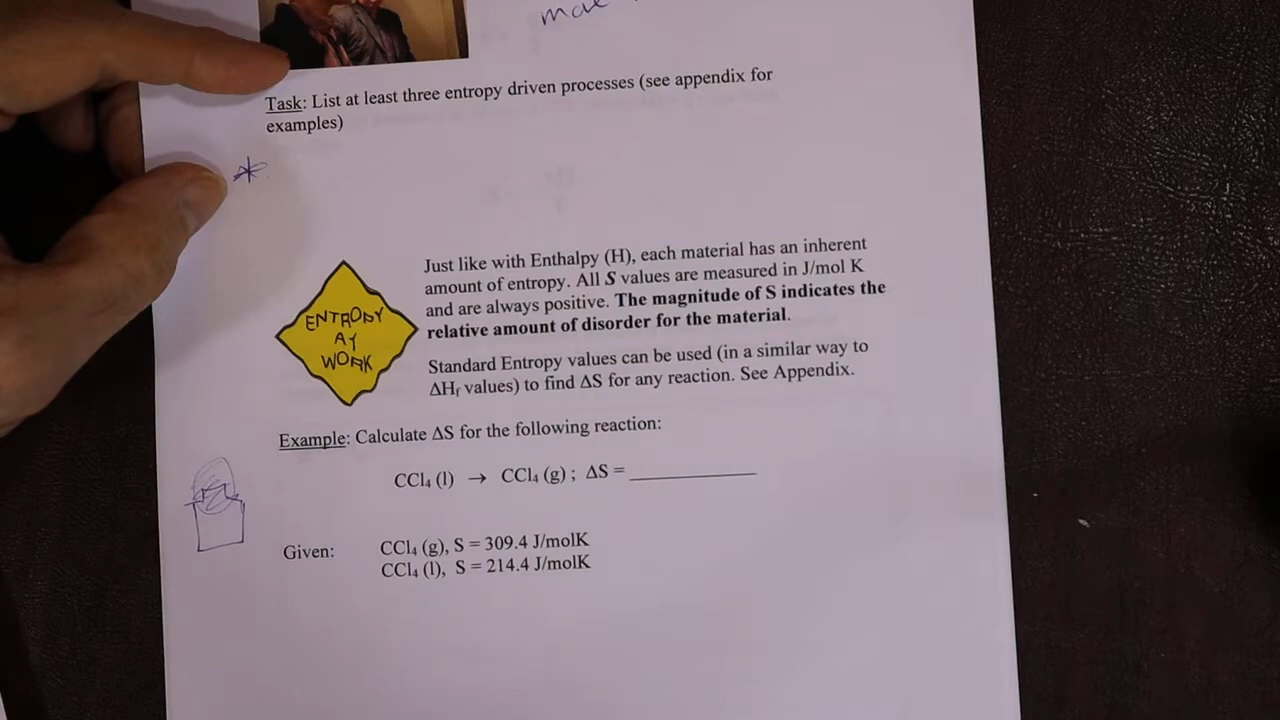 Task: List at least three entropy driven processes (see appendix for
examples)
*
Just like with Enthalpy (H), each material has an inherent
amount of entropy. All S values are measured in J/mol K
and are always positive. The magnitude of S indicates the
relative amount of disorder for the material.
ENTROPY
AT
WORK
Standard Entropy values can be used (in a similar way to
ΔHf values) to find ΔS for any reaction. See Appendix.
Example: Calculate ΔS for the following reaction:
CCl₄ (l) → CCl₄ (g) ; ΔS = ____________
Given: CCl₄ (g), S = 309.4 J/molK
CCl₄ (l), S = 214.4 J/molK